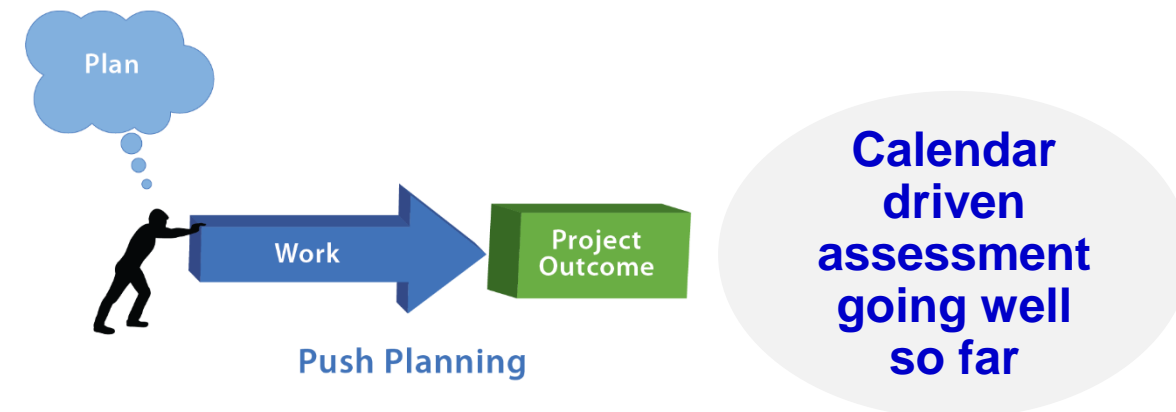 Plan
Work
Project
Outcome
Push Planning
Calendar
driven
assessment
going well
so far